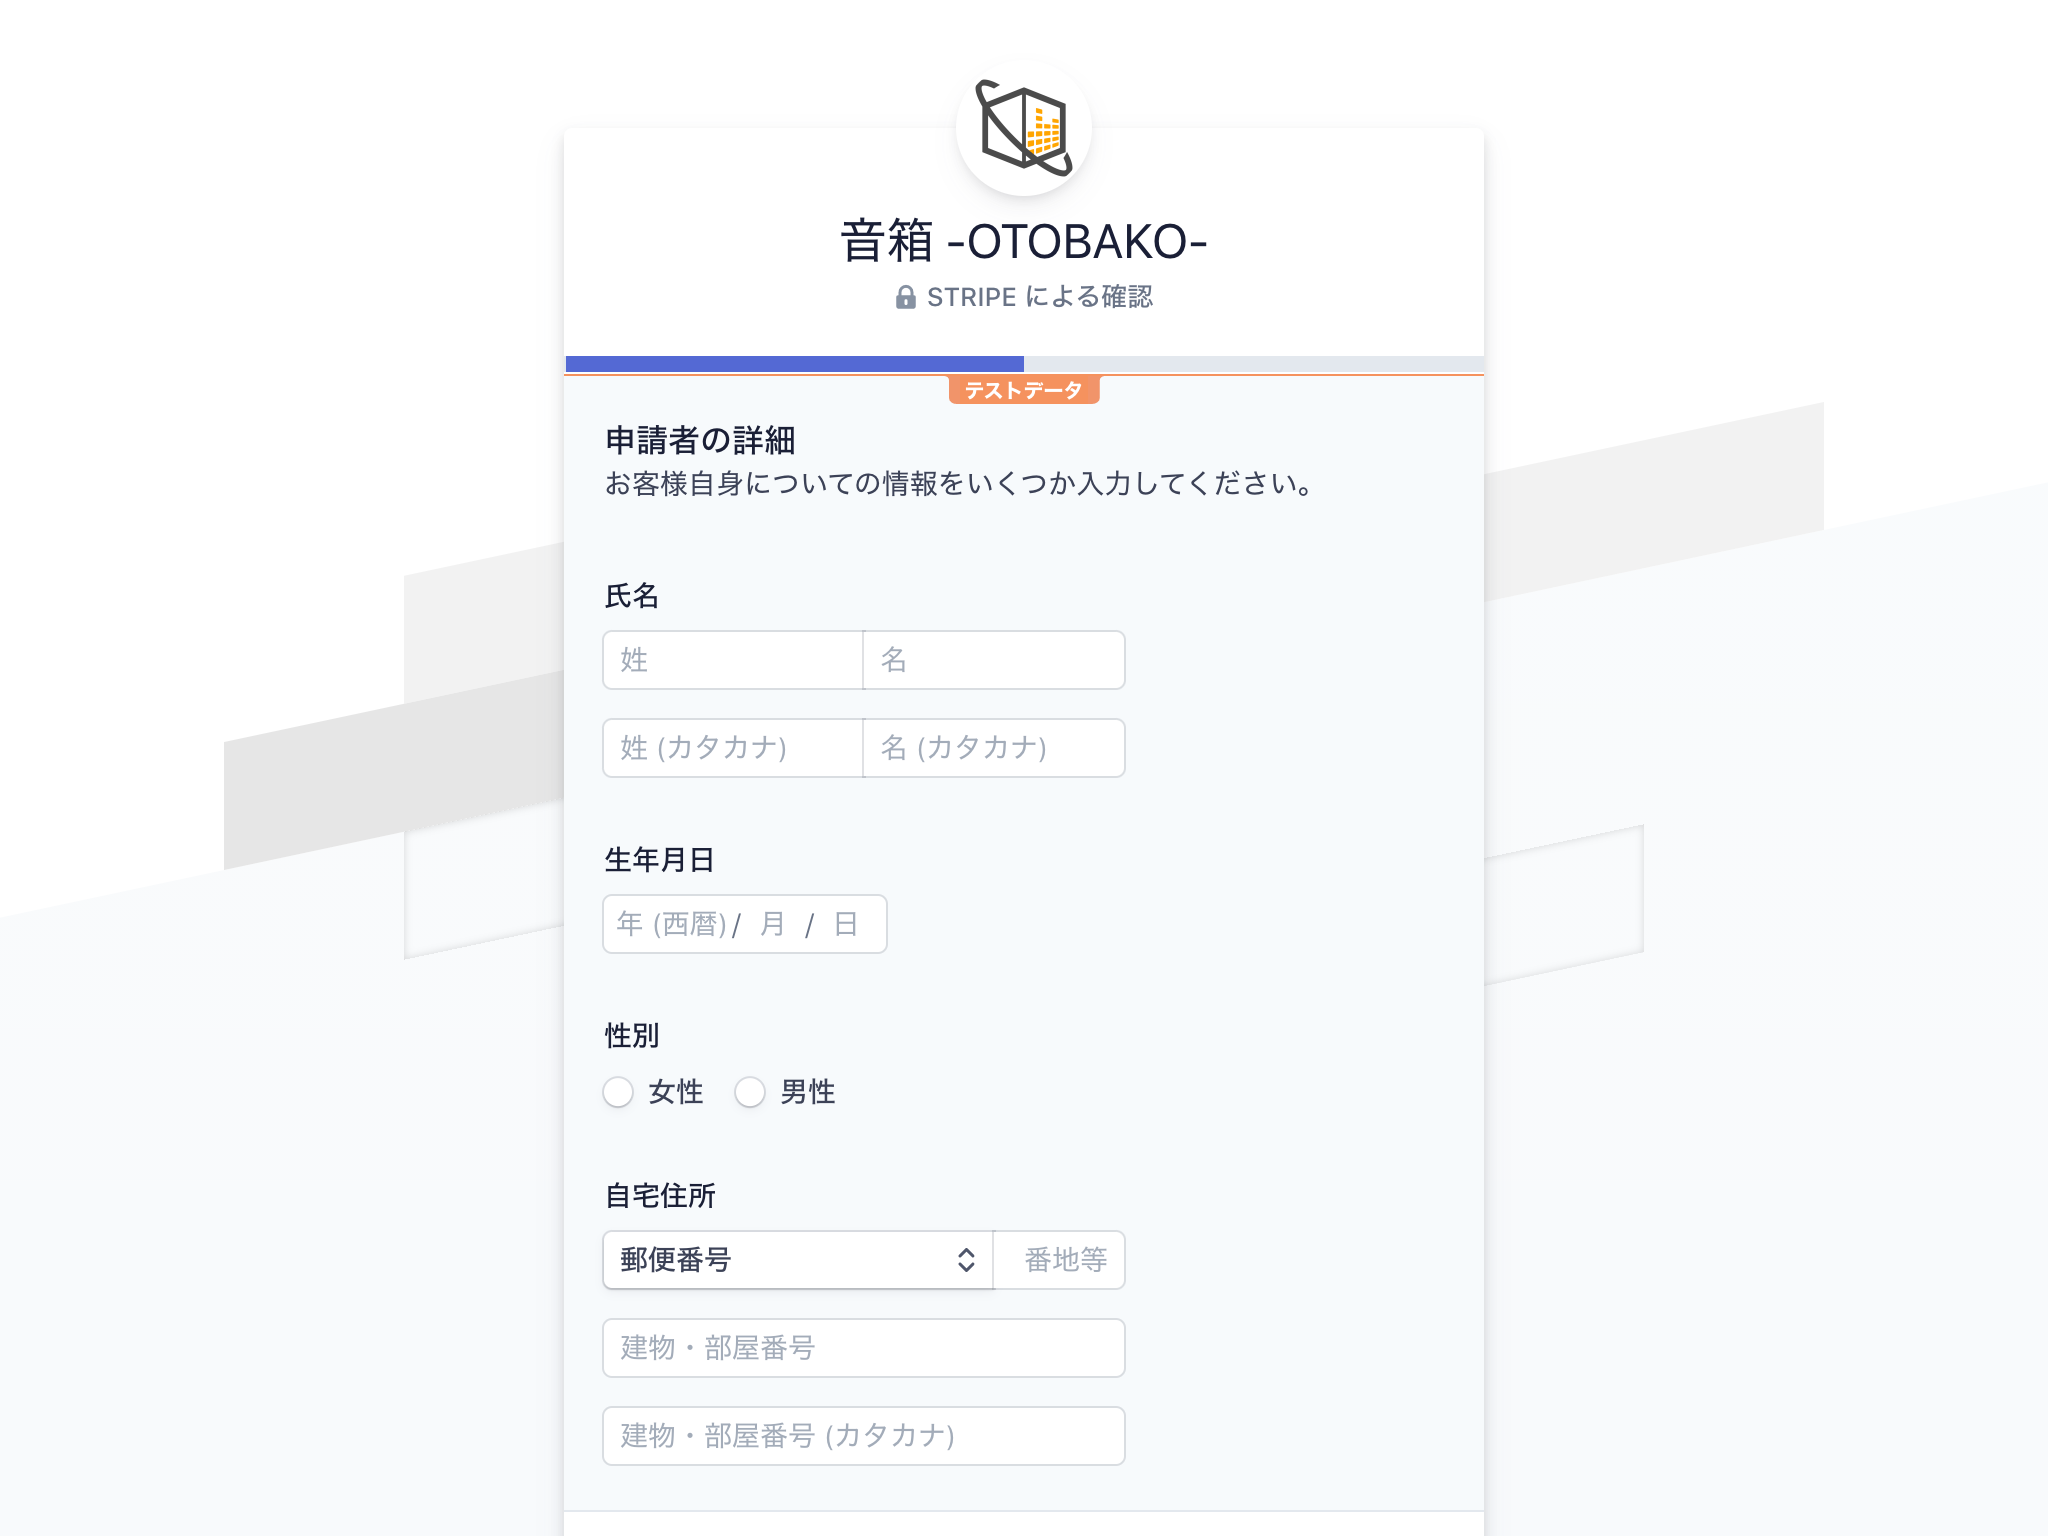 音箱 -OTOBAKO-
STRIPE による確認
テストデータ
申請者の詳細
お客様自身についての情報をいくつか入力してください。
氏名
姓 名
姓 (カタカナ) 名 (カタカナ)
生年月日
年 (西暦) / 月 / 日
性別
女性 男性
自宅住所
郵便番号 番地等
建物・部屋番号
建物・部屋番号 (カタカナ)